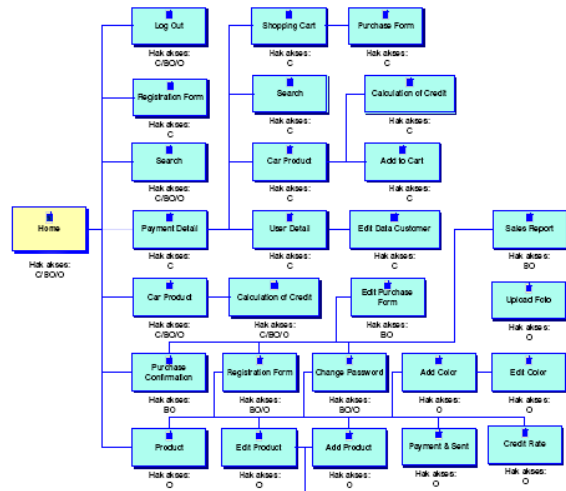 Log Out
Hak akses:
C/BO/O
Shopping Cart
Hak akses:
C
Purchase Form
Hak akses:
C
Registration Form
Hak akses:
C
Search
Hak akses:
C
Calculation of Credit
Hak akses:
C
Search
Hak akses:
C/BO/O
Car Product
Hak akses:
C
Add to Cart
Hak akses:
C
Home
Hak akses:
C/BO/O
Payment Detail
Hak akses:
C
User Detail
Hak akses:
C
Edit Data Customer
Hak akses:
C
Sales Report
Hak akses:
BO
Car Product
Hak akses:
C/BO/O
Calculation of Credit
Hak akses:
C/BO/O
Edit Purchase
Form
Hak akses:
BO
Upload Foto
Hak akses:
O
Purchase
Confirmation
Hak akses:
BO
Registration Form
Hak akses:
BO/O
Change Password
Hak akses:
BO/O
Add Color
Hak akses:
O
Edit Color
Hak akses:
O
Product
Hak akses:
O
Edit Product
Hak akses:
O
Add Product
Hak akses:
O
Payment & Sent
Hak akses:
O
Credit Rate
Hak akses:
O